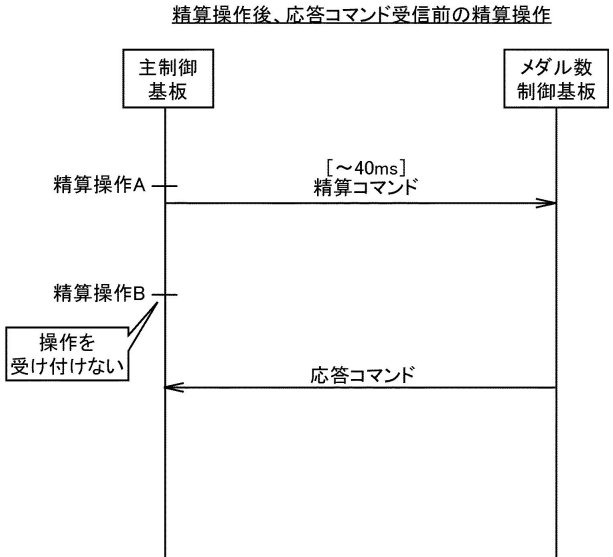 精算操作後、応答コマンド受信前の精算操作
主制御
基板
メダル数
制御基板
[～40ms]
精算操作A
精算コマンド
精算操作B
操作を
受け付けない
応答コマンド